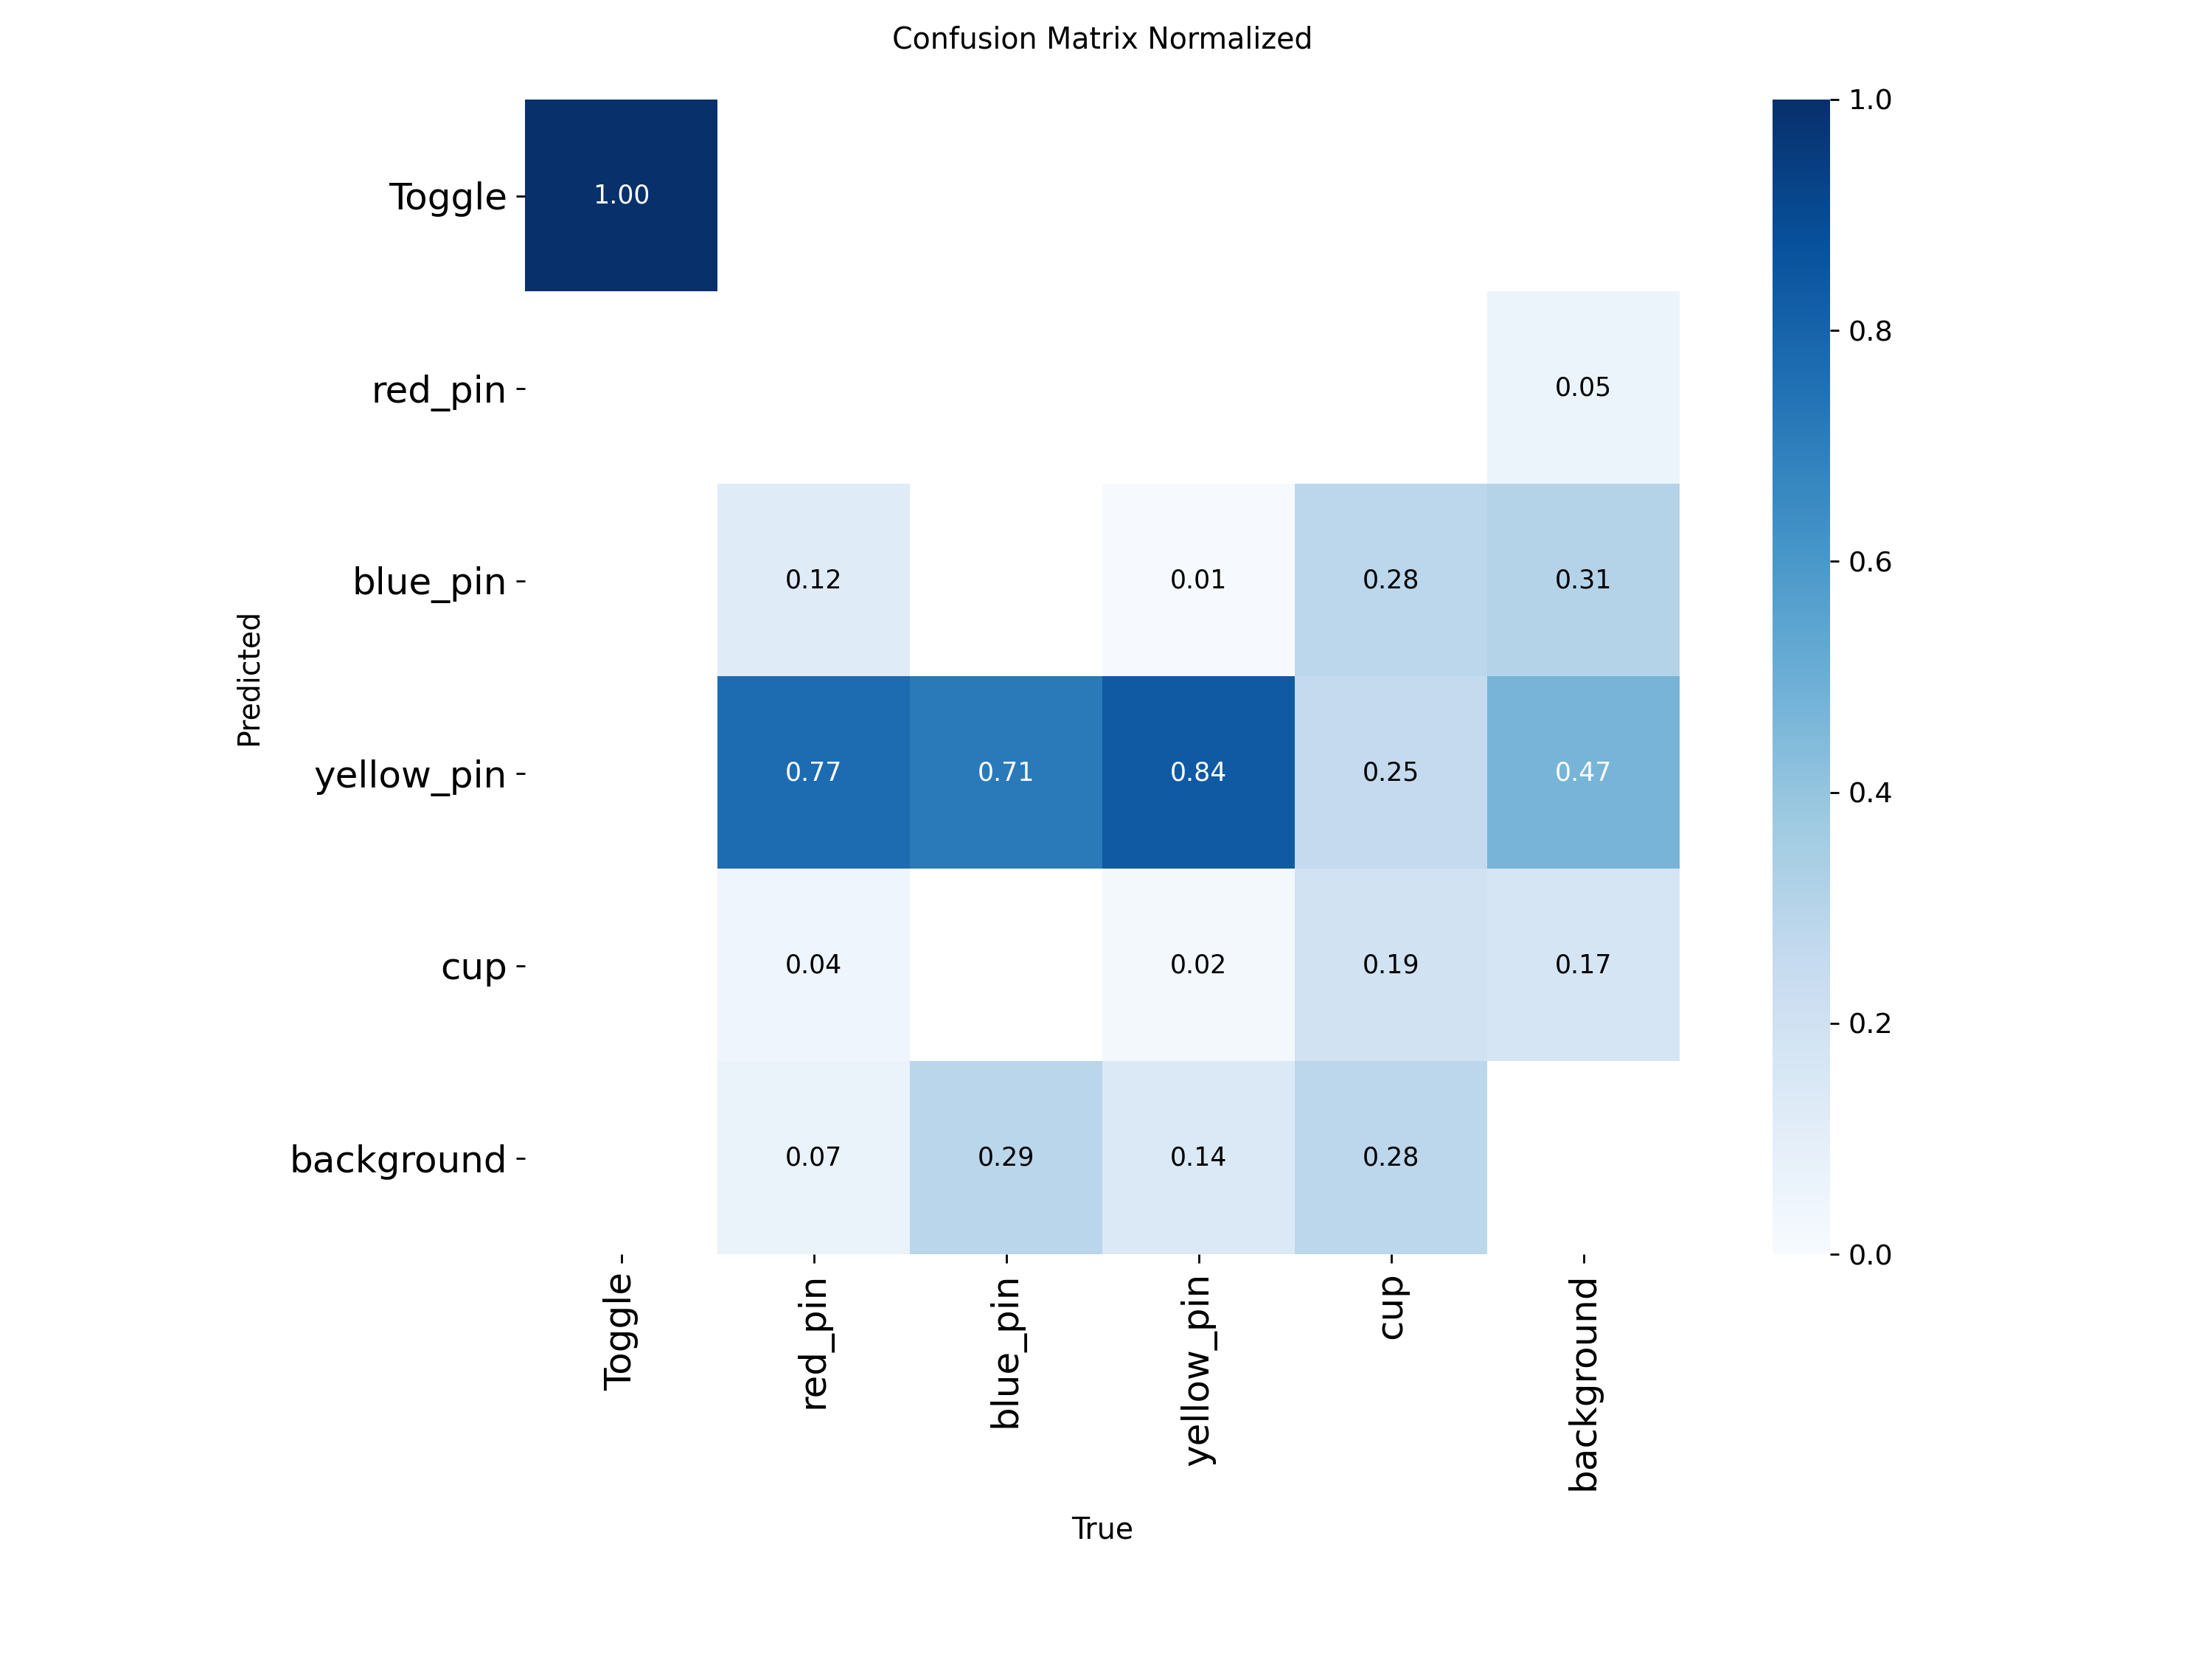 Confusion Matrix Normalized
Toggle
red_pin
blue_pin
yellow_pin
cup
background
Predicted
1.00
0.05
0.12 0.01 0.28 0.31
0.77 0.71 0.84 0.25 0.47
0.04 0.02 0.19 0.17
0.07 0.29 0.14 0.28
Toggle
red_pin
blue_pin
yellow_pin
cup
background
True
1.0
0.8
0.6
0.4
0.2
0.0